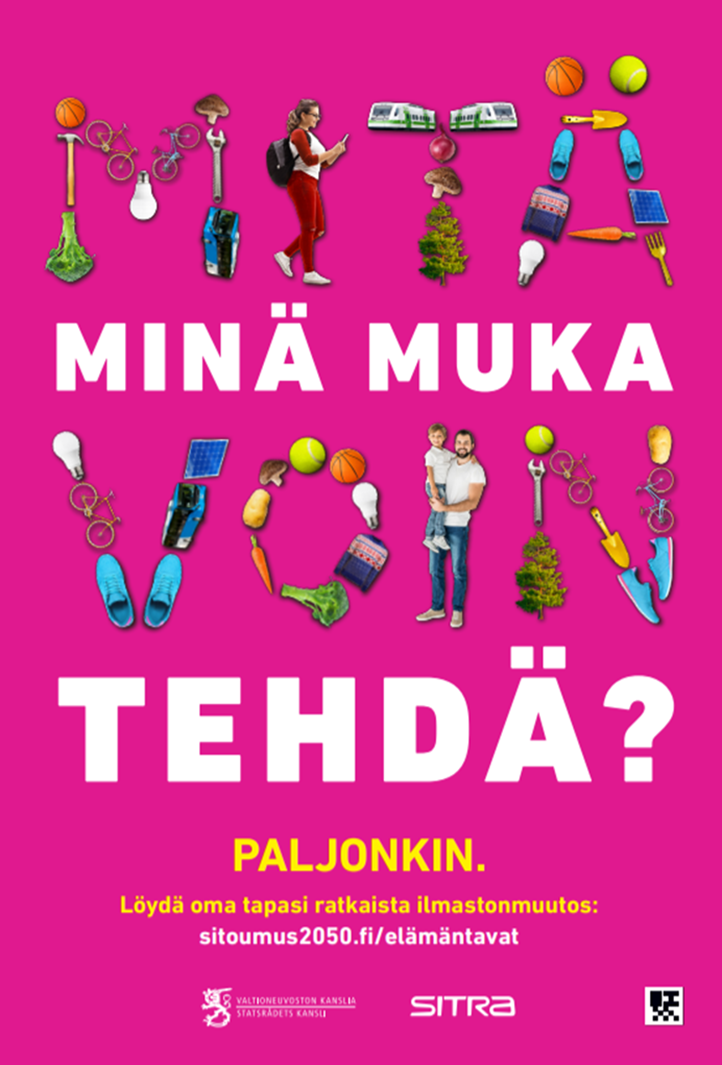 MITÄ
MINÄ MUKA
VOIN
TEHDÄ?
PALJONKIN.
Löydä oma tapasi ratkaista ilmastonmuutos:
sitoumus2050.fi/elämäntavat
VALTIONEUVOSTON KANSLIA
STATSRÅDETS KANSLI
SITRA